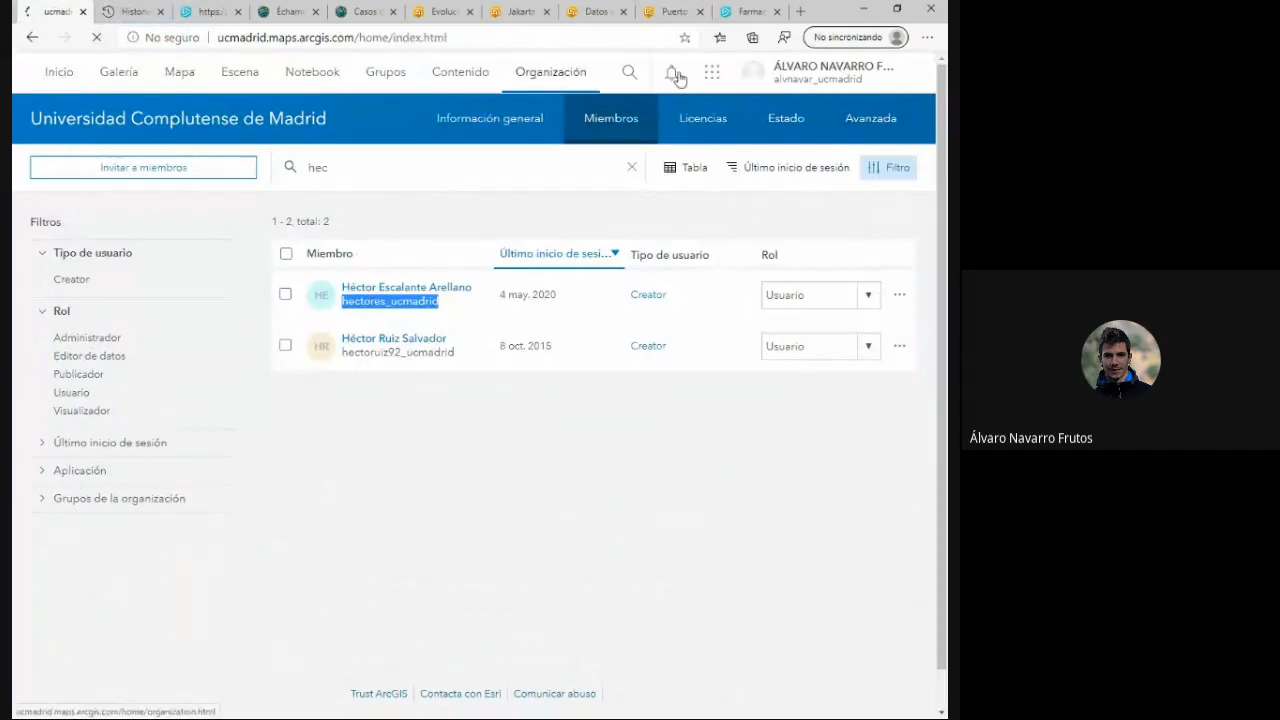 ucmadri
Historic
https:/
Échame
Casos
Evoluc
Jakarta
Datos
Puerto
Farmac
No seguro
ucmadrid.maps.arcgis.com/home/index.html
No sincronizando
Inicio
Galería
Mapa
Escena
Notebook
Grupos
Contenido
Organización
ÁLVARO NAVARRO F...
alvnavar_ucmadrid
Universidad Complutense de Madrid
Información general
Miembros
Licencias
Estado
Avanzada
Invitar a miembros
hec
Tabla
Último inicio de sesión
Filtro
Filtros
1 - 2, total: 2
Tipo de usuario
Creator
Rol
Administrador
Editor de datos
Publicador
Usuario
Visualizador
Último inicio de sesión
Aplicación
Grupos de la organización
Miembro
Último inicio de sesi...
Tipo de usuario
Rol
HE
Héctor Escalante Arellano
hectores_ucmadrid
4 may. 2020
Creator
Usuario
HR
Héctor Ruiz Salvador
hectoruiz92_ucmadrid
8 oct. 2015
Creator
Usuario
Trust ArcGIS
Contacta con Esri
Comunicar abuso
ucmadrid.maps.arcgis.com/home/organization.html
Álvaro Navarro Frutos